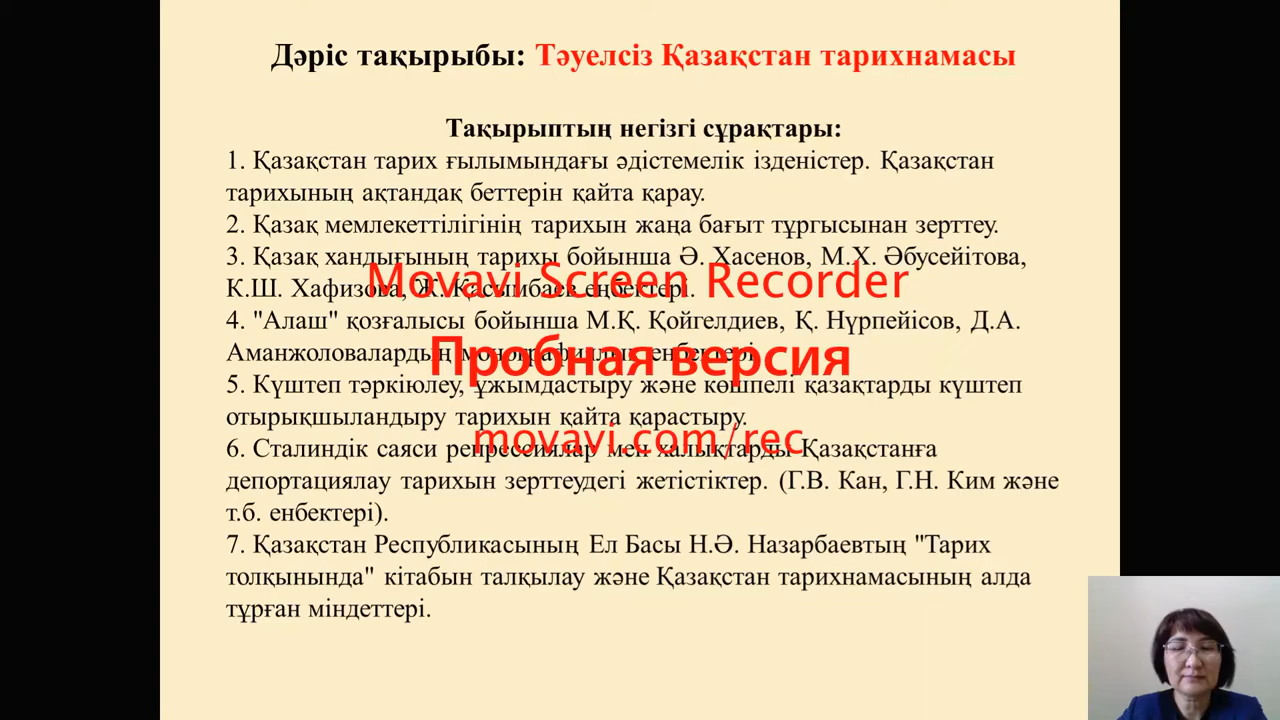 Дәріс тақырыбы: Тәуелсіз Қазақстан тарихнамасы
Тақырыптың негізгі сұрақтары:
1. Қазақстан тарих ғылымындағы әдістемелік ізденістер. Қазақстан
тарихының ақтандақ беттерін қайта қарау.
2. Қазақ мемлекеттілігінің тарихын жаңа бағыт тұргысынан зерттеу.
3. Қазақ хандығының тарихы бойынша Ә. Хасенов, М.Х. Әбусейітова,
К.Ш. Хафизова, Ж. Қасымбаев еңбектері.
Movavi Screen Recorder
4. "Алаш" қозғалысы бойынша М.Қ. Қойгелдиев, Қ. Нүрпейісов, Д.А.
Аманжоловалардың монографиялық еңбектері.
Пробная версия
5. Күштеп тәркіюлеу, ұжымдастыру және көшпелі қазақтарды күштеп
отырықшыландыру тарихын қайта қарастыру.
movavi.com/rec
6. Сталиндік саяси репрессиялар мен халықтарды Қазақстанға
депортациялау тарихын зерттеудегі жетістіктер. (Г.В. Кан, Г.Н. Ким және
т.б. енбектері).
7. Қазақстан Республикасының Ел Басы Н.Ә. Назарбаевтың "Тарих
толқынында" кітабын талқылау және Қазақстан тарихнамасының алда
тұрған міндеттері.